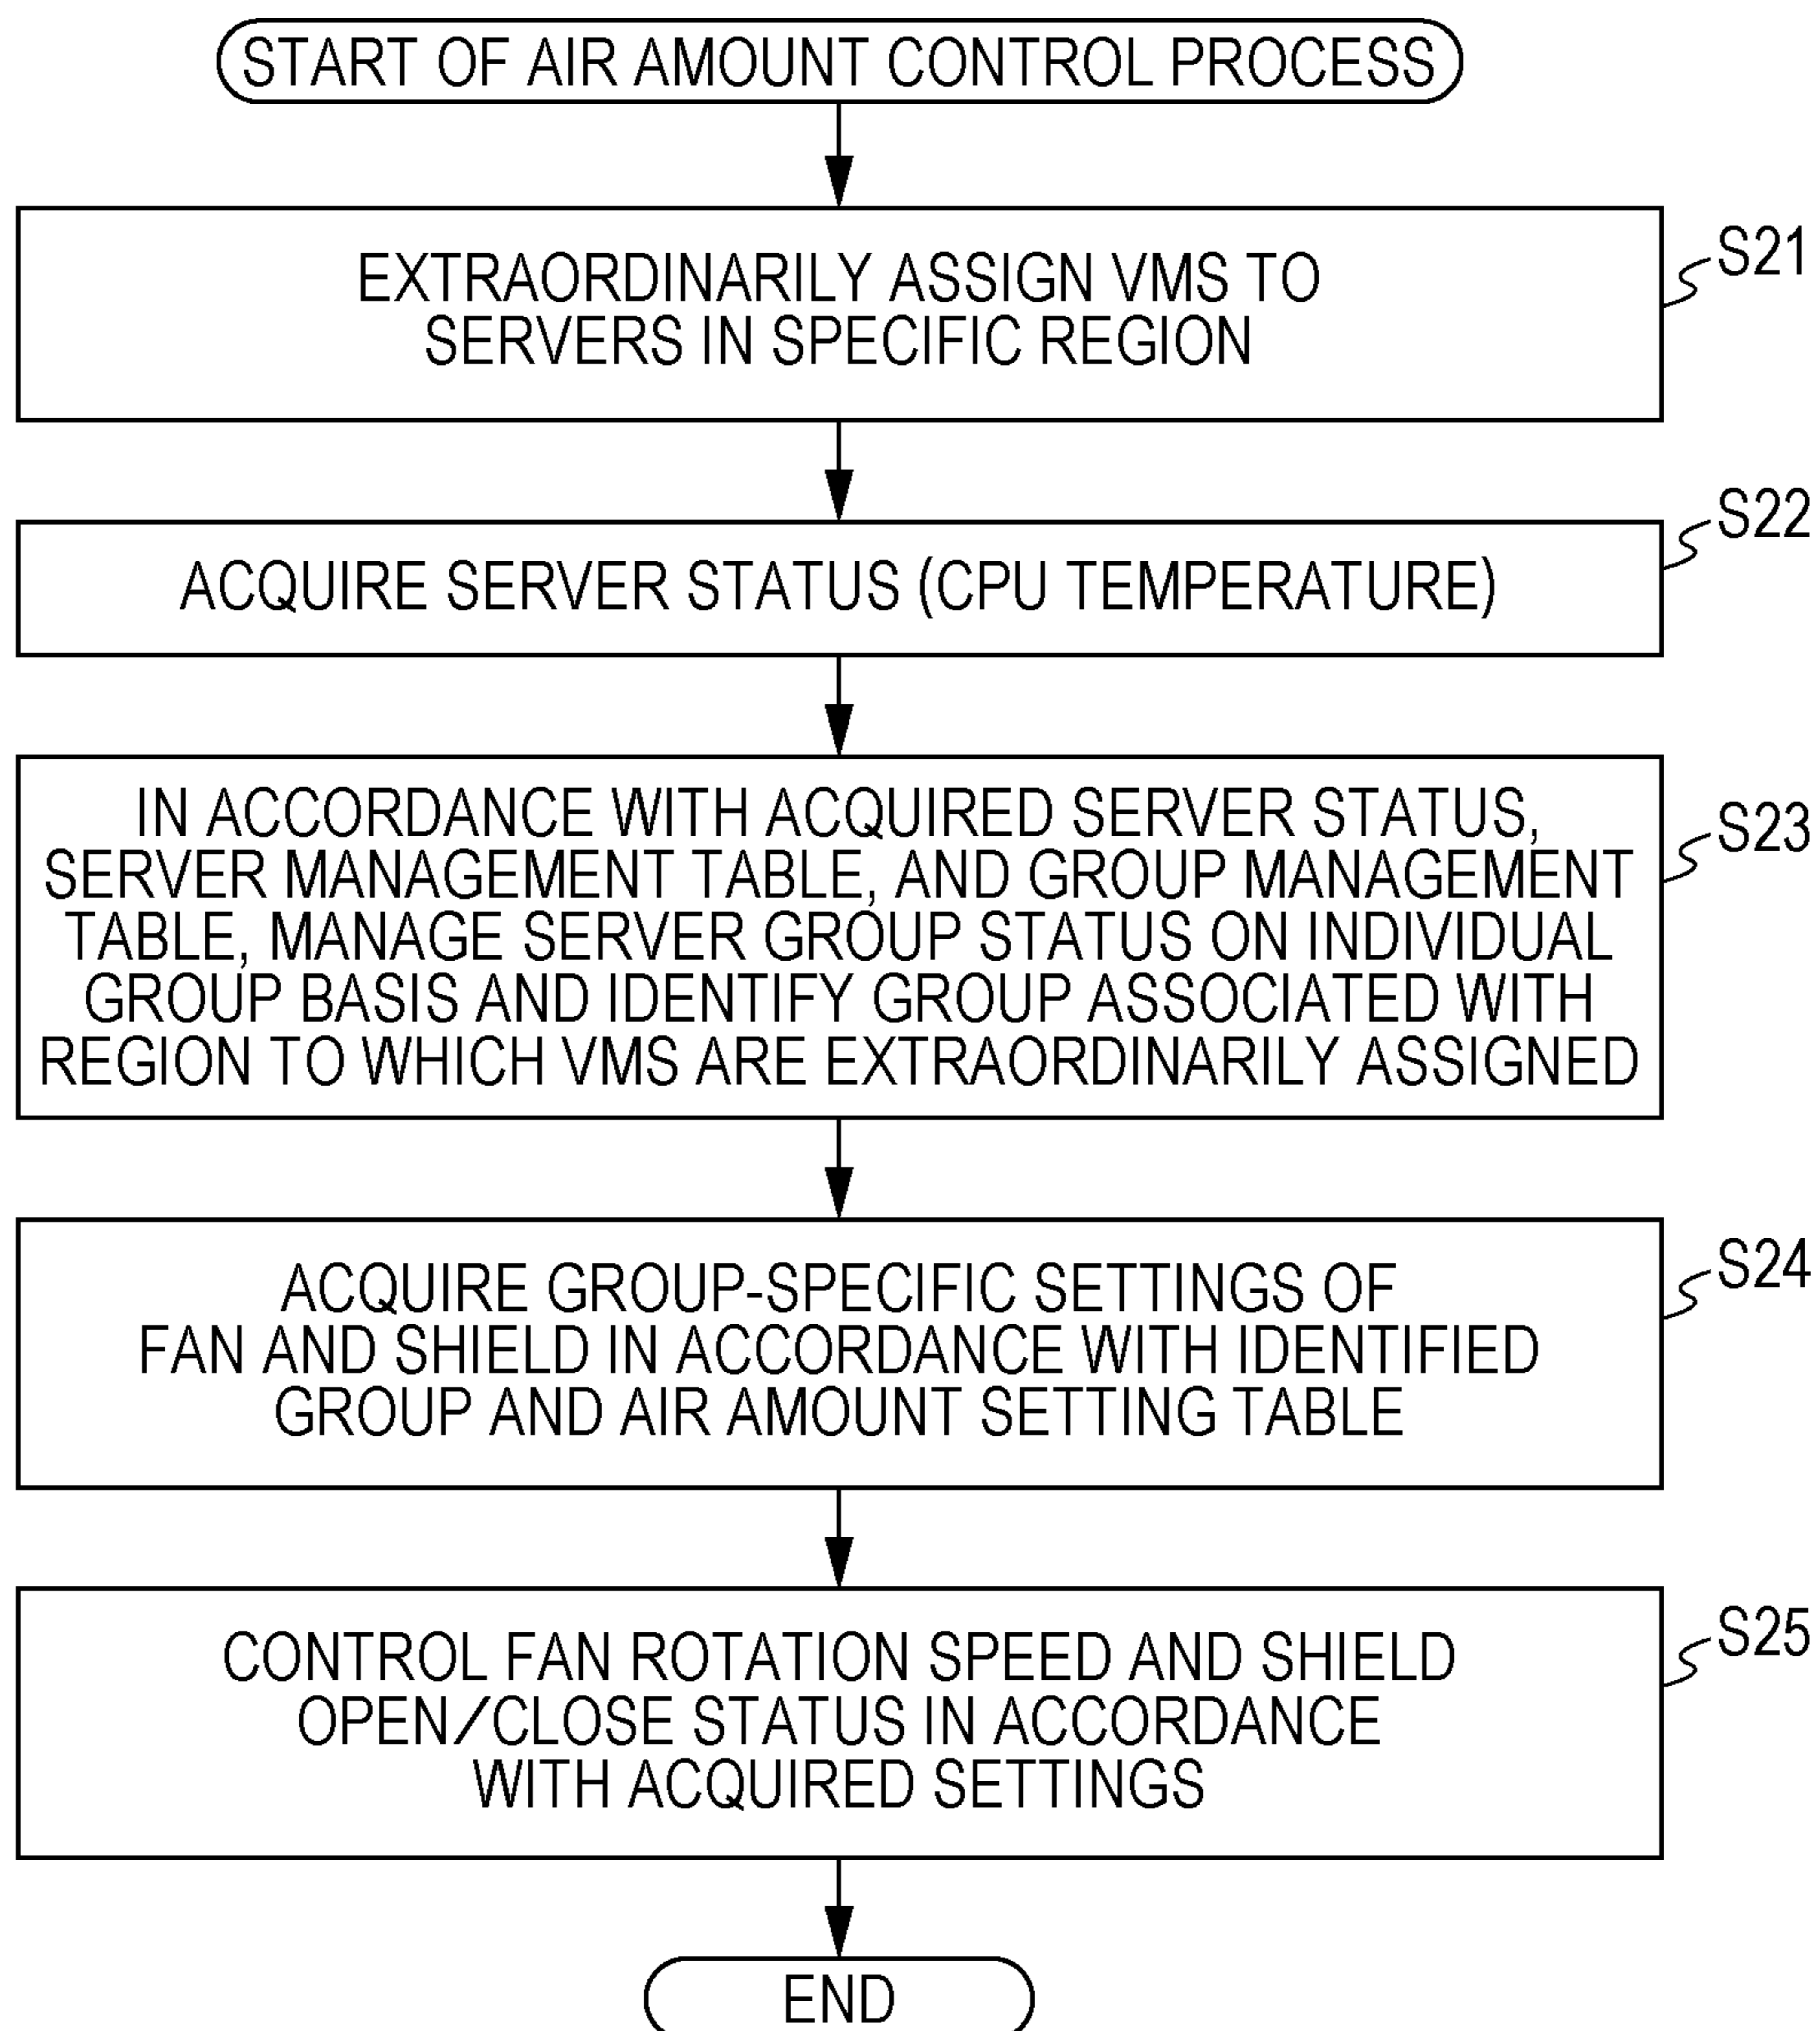 START OF AIR AMOUNT CONTROL PROCESS
EXTRAORDINARILY ASSIGN VMS TO
SERVERS IN SPECIFIC REGION
S21
ACQUIRE SERVER STATUS (CPU TEMPERATURE)
S22
IN ACCORDANCE WITH ACQUIRED SERVER STATUS,
SERVER MANAGEMENT TABLE, AND GROUP MANAGEMENT
TABLE, MANAGE SERVER GROUP STATUS ON INDIVIDUAL
GROUP BASIS AND IDENTIFY GROUP ASSOCIATED WITH
REGION TO WHICH VMS ARE EXTRAORDINARILY ASSIGNED
S23
ACQUIRE GROUP-SPECIFIC SETTINGS OF
FAN AND SHIELD IN ACCORDANCE WITH IDENTIFIED
GROUP AND AIR AMOUNT SETTING TABLE
S24
CONTROL FAN ROTATION SPEED AND SHIELD
OPEN/CLOSE STATUS IN ACCORDANCE
WITH ACQUIRED SETTINGS
S25
END